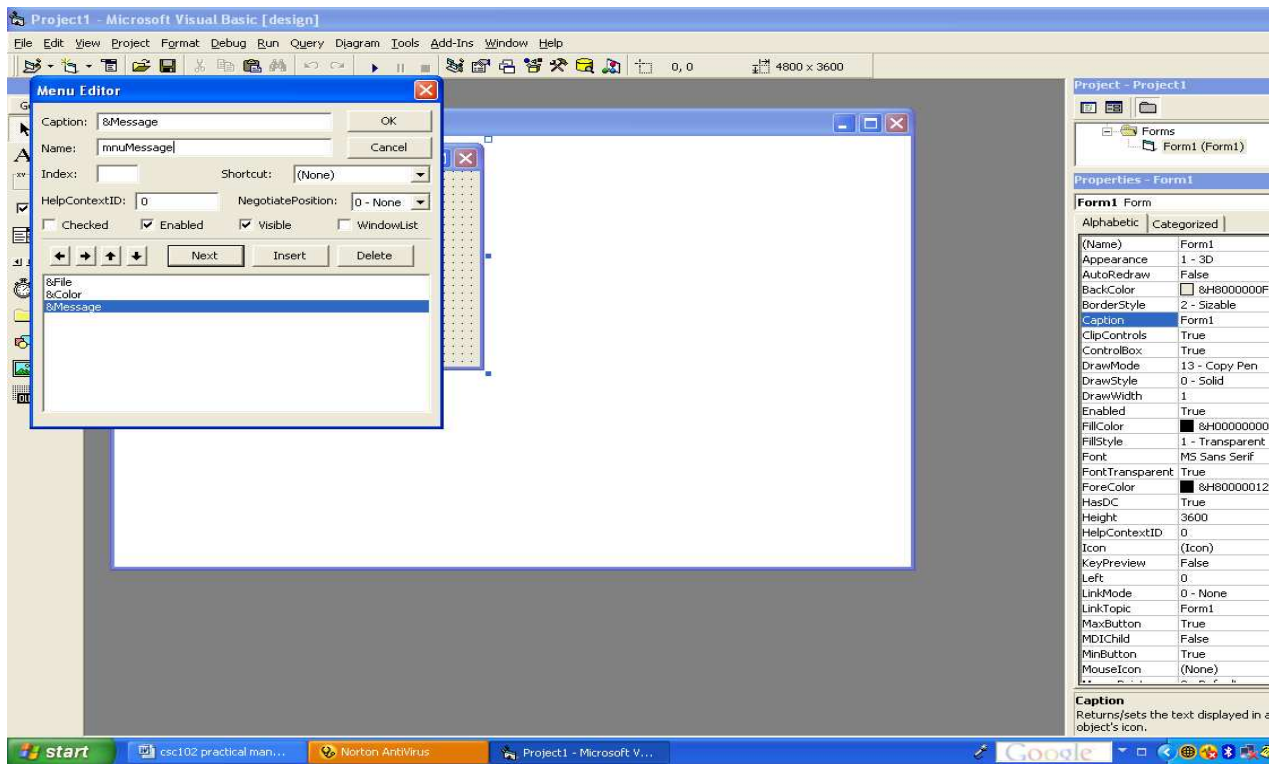 Project1 - Microsoft Visual Basic [design]
File Edit View Project Format Debug Run Query Diagram Tools Add-Ins Window Help
0, 0 4800 x 3600
Menu Editor
Caption: &Message OK
Name: mnuMessage Cancel
Index: Shortcut: (None)
HelpContextID: 0 NegotiatePosition: 0 - None
Checked Enabled Visible WindowList
Next Insert Delete
&File
&Color
&Message
Project - Project1
Forms
Form1 (Form1)
Properties - Form1
Form1 Form
Alphabetic Categorized
(Name) Form1
Appearance 1 - 3D
AutoRedraw False
BackColor &H8000000F
BorderStyle 2 - Sizable
Caption Form1
ClipControls True
ControlBox True
DrawMode 13 - Copy Pen
DrawStyle 0 - Solid
DrawWidth 1
Enabled True
FillColor &H00000000
FillStyle 1 - Transparent
Font MS Sans Serif
FontTransparent True
ForeColor &H80000012
HasDC True
Height 3600
HelpContextID 0
Icon (Icon)
KeyPreview False
Left 0
LinkMode 0 - None
LinkTopic Form1
MaxButton True
MDIChild False
MinButton True
MouseIcon (None)
Caption
Returns/sets the text displayed in a
object's icon.
start csc102 practical man... Norton AntiVirus Project1 - Microsoft V... Google